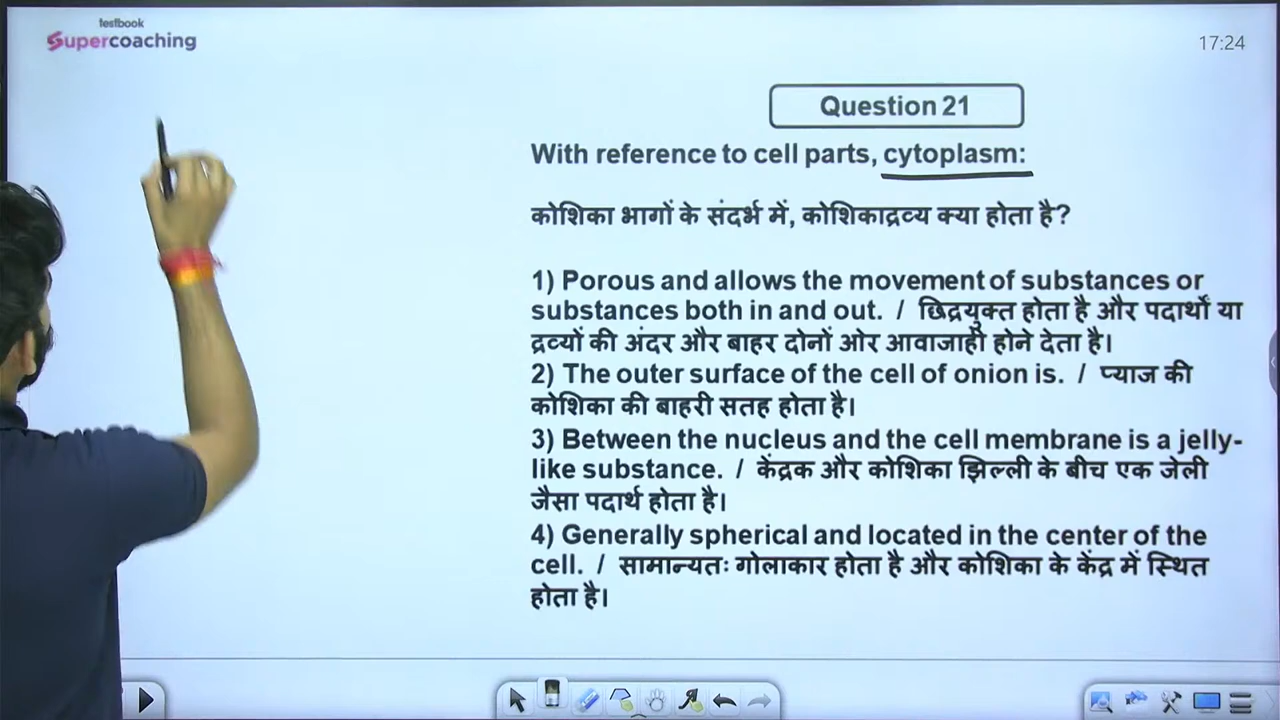 testbook
Supercoaching
17:24
Question 21
With reference to cell parts, cytoplasm:
कोशिका भागों के संदर्भ में, कोशिकाद्रव्य क्या होता है?
1) Porous and allows the movement of substances or
substances both in and out. / छिद्रयुक्त होता है और पदार्थों या
द्रव्यों की अंदर और बाहर दोनों ओर आवाजाही होने देता है।
2) The outer surface of the cell of onion is. / प्याज की
कोशिका की बाहरी सतह होता है।
3) Between the nucleus and the cell membrane is a jelly-
like substance. / केंद्रक और कोशिका झिल्ली के बीच एक जेली
जैसा पदार्थ होता है।
4) Generally spherical and located in the center of the
cell. / सामान्यतः गोलाकार होता है और कोशिका के केंद्र में स्थित
होता है।